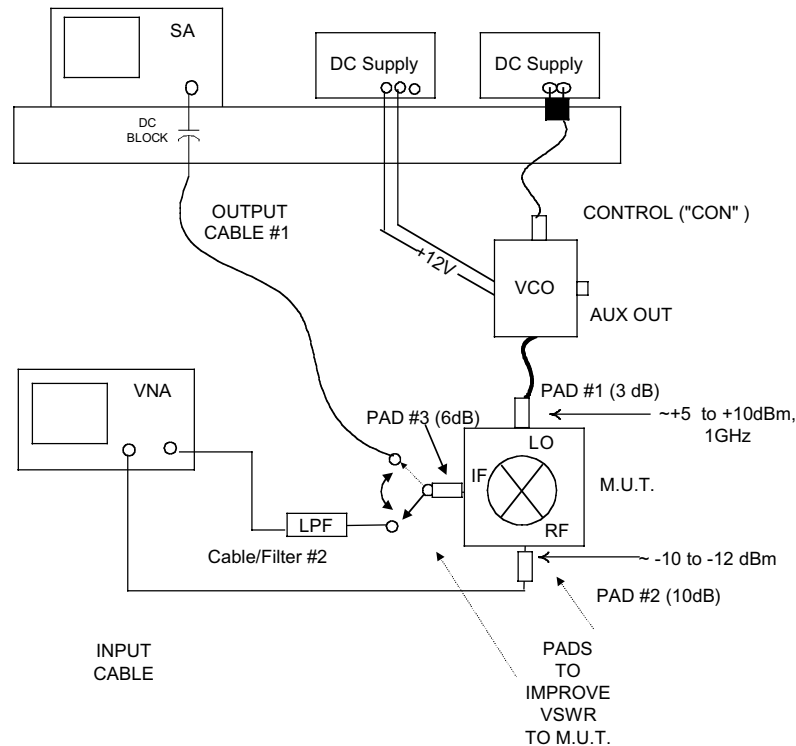 SA
DC Supply
DC Supply
DC
BLOCK
OUTPUT
CABLE #1
CONTROL ("CON" )
+12V
VCO
AUX OUT
VNA
PAD #1 (3 dB)
PAD #3 (6dB)
~+5 to +10dBm,
1GHz
LO
IF
M.U.T.
RF
LPF
Cable/Filter #2
~ -10 to -12 dBm
PAD #2 (10dB)
INPUT
CABLE
PADS
TO
IMPROVE
VSWR
TO M.U.T.